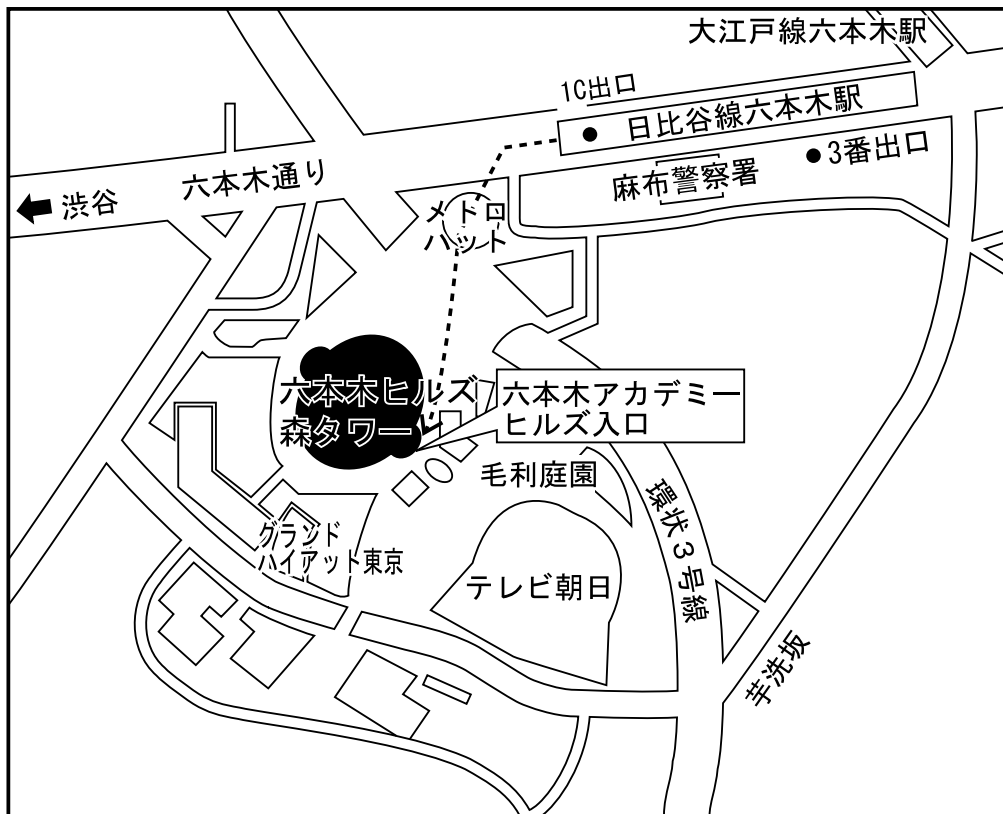 大江戸線六本木駅
1C出口
日比谷線六本木駅
3番出口
麻布警察署
六本木通り
渋谷
メトロ
ハット
六本木ヒルズ
森タワー
六本木アカデミー
ヒルズ入口
毛利庭園
環状3号線
グランド
ハイアット東京
テレビ朝日
芋洗坂